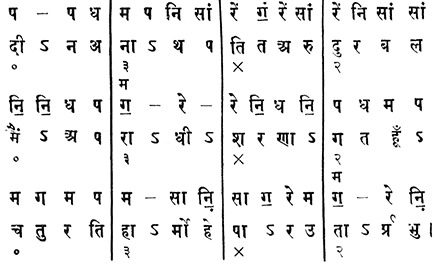 प – प ध | म प नि सां | रें गं॒ रें सां | रें नि सां सां
दी ऽ न अ | ना ऽ थ प | ति त अ रु | दु र ब ल
० | ३ | × | २
म
नि॒ नि॒ ध प | ग॒ – रे – | रे नि॒ ध नि॒ | प ध म प
मैं ऽ अ प | रा ऽ धी ऽ | श र णा ऽ | ग त हूँ ऽ
० | ३ | × | २
म
म ग म प | म – सा नि़॒ | सा ग॒ रे म | ग॒ – रे नि़॒
च तु र ति | हा ऽ र्मो हे | पा ऽ र उ | ता ऽ र्प्र भु ।
० | ३ | × | २